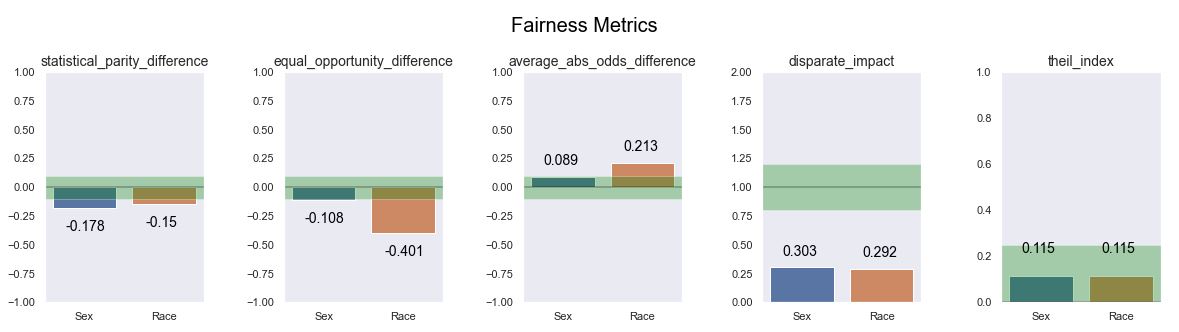 Fairness Metrics
statistical_parity_difference equal_opportunity_difference average_abs_odds_difference disparate_impact theil_index
1.00 1.00 1.00 2.00 1.0
0.75 0.75 0.75 1.75
0.8
0.50 0.50 0.50 1.50
0.25 0.25 0.25 1.25
0.6
0.089 0.213
0.00 0.00 0.00 1.00
0.4
−0.25 −0.25 −0.25 0.75
-0.178 -0.15 -0.108 -0.401 0.303 0.292 0.115 0.115
−0.50 −0.50 −0.50 0.50
0.2
−0.75 −0.75 −0.75 0.25
−1.00 −1.00 −1.00 0.00 0.0
Sex Race Sex Race Sex Race Sex Race Sex Race